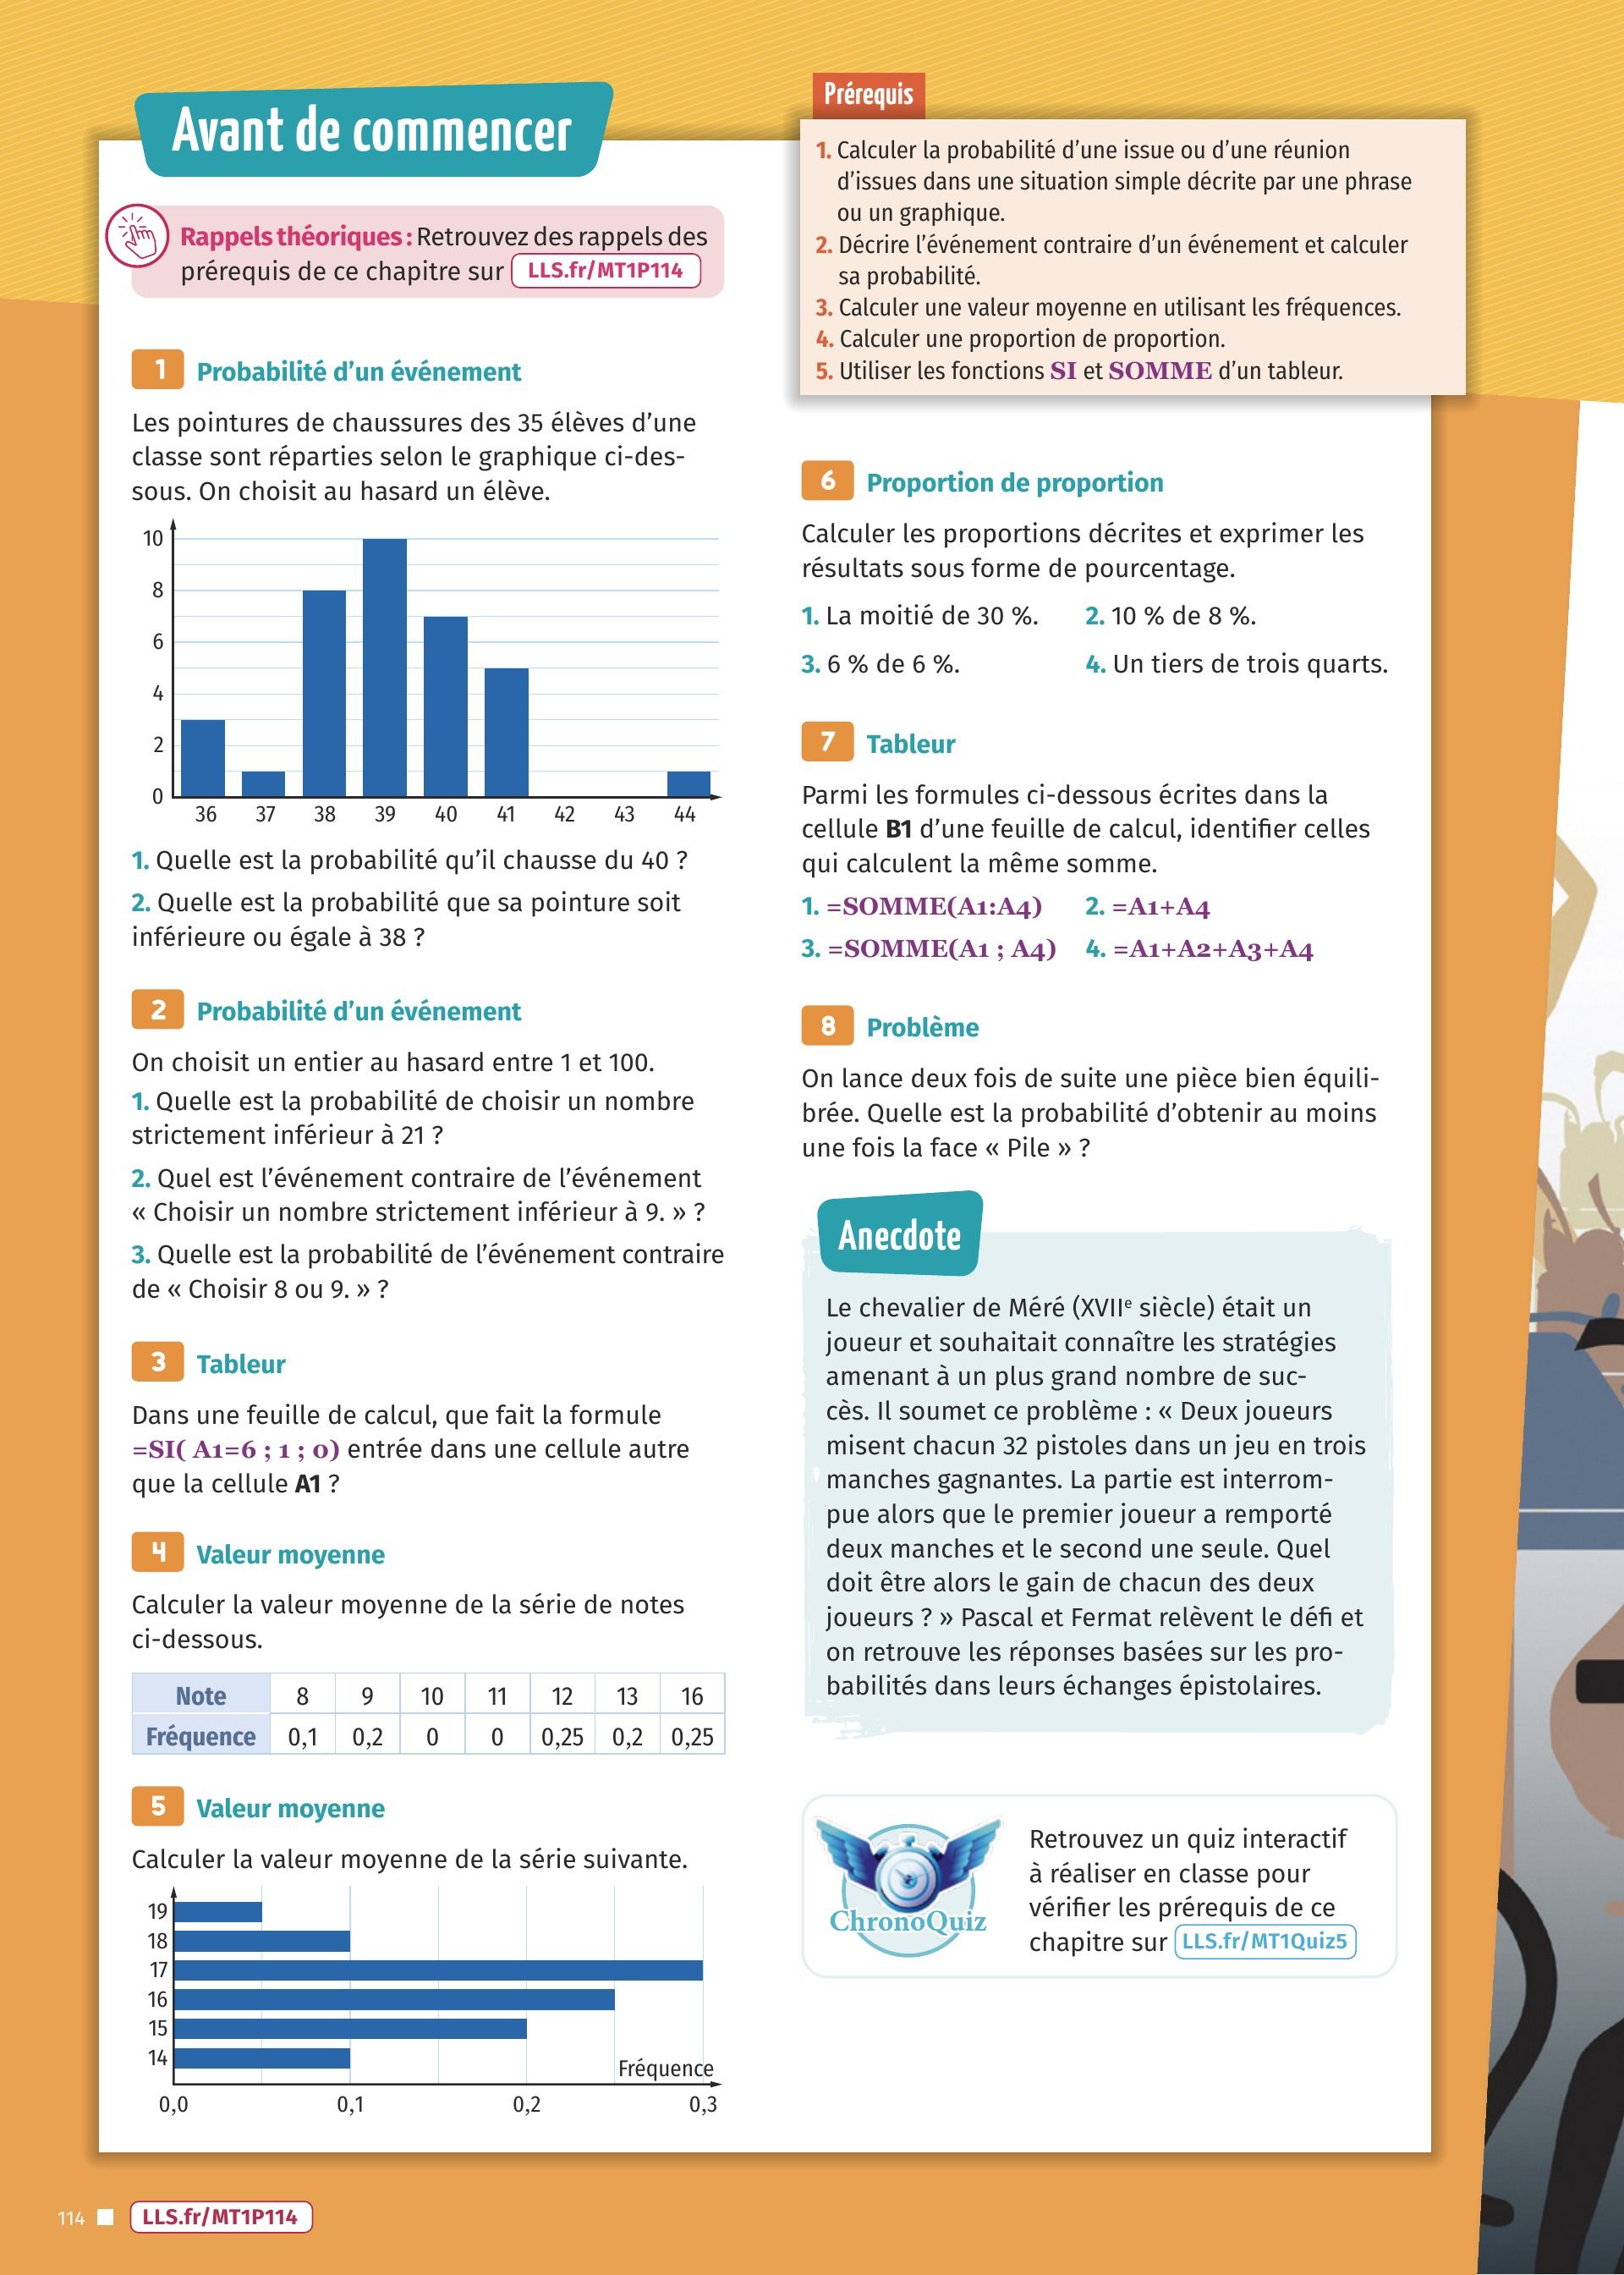 Avant de commencer
Rappels théoriques : Retrouvez des rappels des
prérequis de ce chapitre sur LLS.fr/MT1P114
Prérequis
1. Calculer la probabilité d'une issue ou d'une réunion
d'issues dans une situation simple décrite par une phrase
ou un graphique.
2. Décrire l'événement contraire d'un événement et calculer
sa probabilité.
3. Calculer une valeur moyenne en utilisant les fréquences.
4. Calculer une proportion de proportion.
5. Utiliser les fonctions SI et SOMME d'un tableur.
1 Probabilité d'un événement
Les pointures de chaussures des 35 élèves d'une
classe sont réparties selon le graphique ci-des-
sous. On choisit au hasard un élève.
10
8
6
4
2
0
36 37 38 39 40 41 42 43 44
1. Quelle est la probabilité qu'il chausse du 40 ?
2. Quelle est la probabilité que sa pointure soit
inférieure ou égale à 38 ?
2 Probabilité d'un événement
On choisit un entier au hasard entre 1 et 100.
1. Quelle est la probabilité de choisir un nombre
strictement inférieur à 21 ?
2. Quel est l'événement contraire de l'événement
« Choisir un nombre strictement inférieur à 9. » ?
3. Quelle est la probabilité de l'événement contraire
de « Choisir 8 ou 9. » ?
3 Tableur
Dans une feuille de calcul, que fait la formule
=SI( A1=6 ; 1 ; 0) entrée dans une cellule autre
que la cellule A1 ?
4 Valeur moyenne
Calculer la valeur moyenne de la série de notes
ci-dessous.
Note 8 9 10 11 12 13 16
Fréquence 0,1 0,2 0 0 0,25 0,2 0,25
5 Valeur moyenne
Calculer la valeur moyenne de la série suivante.
19
18
17
16
15
14
Fréquence
0,0 0,1 0,2 0,3
6 Proportion de proportion
Calculer les proportions décrites et exprimer les
résultats sous forme de pourcentage.
1. La moitié de 30 %. 2. 10 % de 8 %.
3. 6 % de 6 %. 4. Un tiers de trois quarts.
7 Tableur
Parmi les formules ci-dessous écrites dans la
cellule B1 d'une feuille de calcul, identifier celles
qui calculent la même somme.
1. =SOMME(A1:A4) 2. =A1+A4
3. =SOMME(A1 ; A4) 4. =A1+A2+A3+A4
8 Problème
On lance deux fois de suite une pièce bien équili-
brée. Quelle est la probabilité d'obtenir au moins
une fois la face « Pile » ?
Anecdote
Le chevalier de Méré (XVIIe siècle) était un
joueur et souhaitait connaître les stratégies
amenant à un plus grand nombre de suc-
cès. Il soumet ce problème : « Deux joueurs
misent chacun 32 pistoles dans un jeu en trois
manches gagnantes. La partie est interrom-
pue alors que le premier joueur a remporté
deux manches et le second une seule. Quel
doit être alors le gain de chacun des deux
joueurs ? » Pascal et Fermat relèvent le défi et
on retrouve les réponses basées sur les pro-
babilités dans leurs échanges épistolaires.
ChronoQuiz
Retrouvez un quiz interactif
à réaliser en classe pour
vérifier les prérequis de ce
chapitre sur LLS.fr/MT1Quiz5
114 LLS.fr/MT1P114